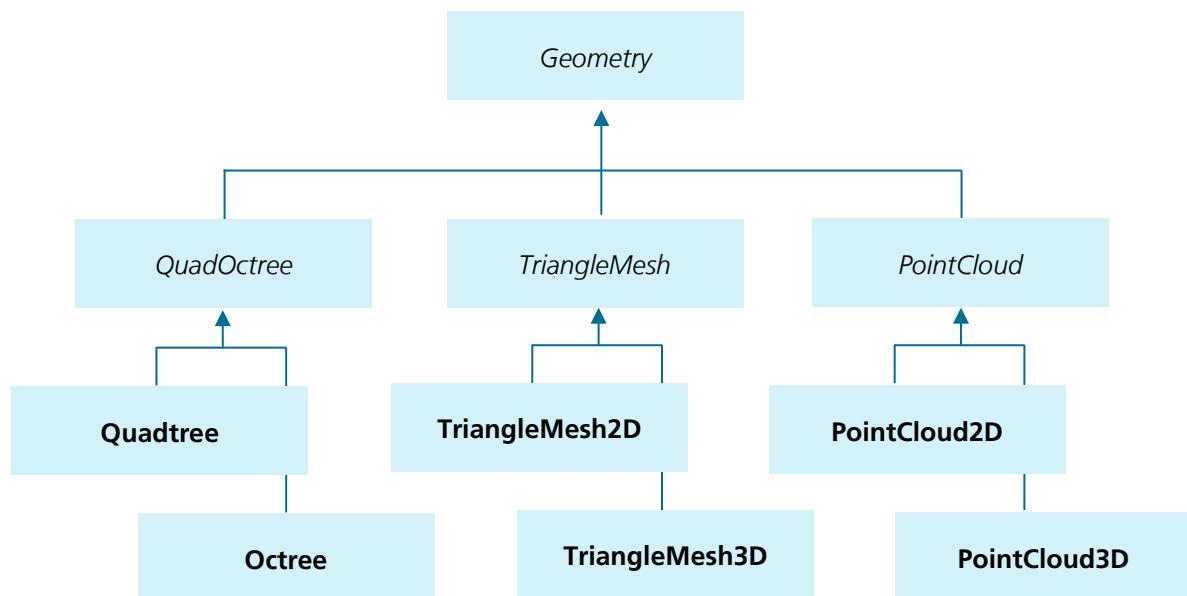 Geometry
QuadOctree
TriangleMesh
PointCloud
Quadtree
TriangleMesh2D
PointCloud2D
Octree
TriangleMesh3D
PointCloud3D